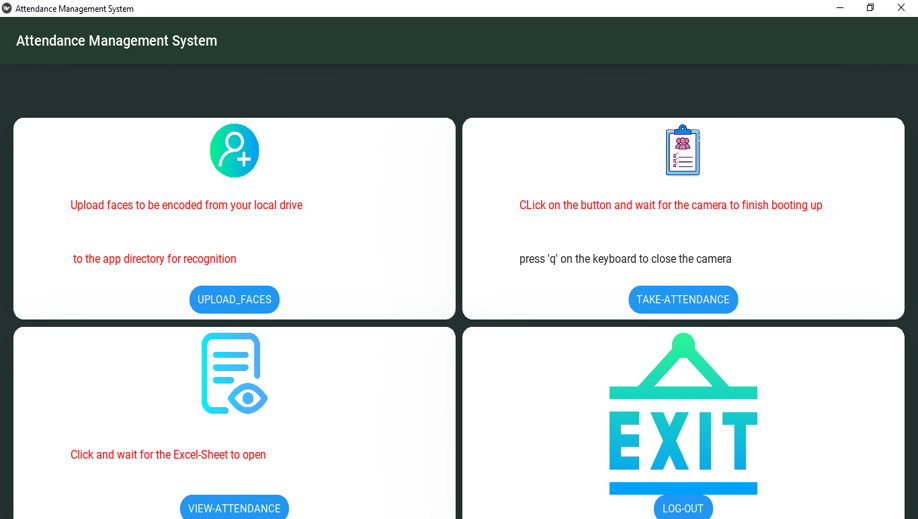 Attendance Management System
Attendance Management System
Upload faces to be encoded from your local drive
to the app directory for recognition
UPLOAD_FACES
CLick on the button and wait for the camera to finish booting up
press 'q' on the keyboard to close the camera
TAKE-ATTENDANCE
Click and wait for the Excel-Sheet to open
VIEW-ATTENDANCE
EXIT
LOG-OUT